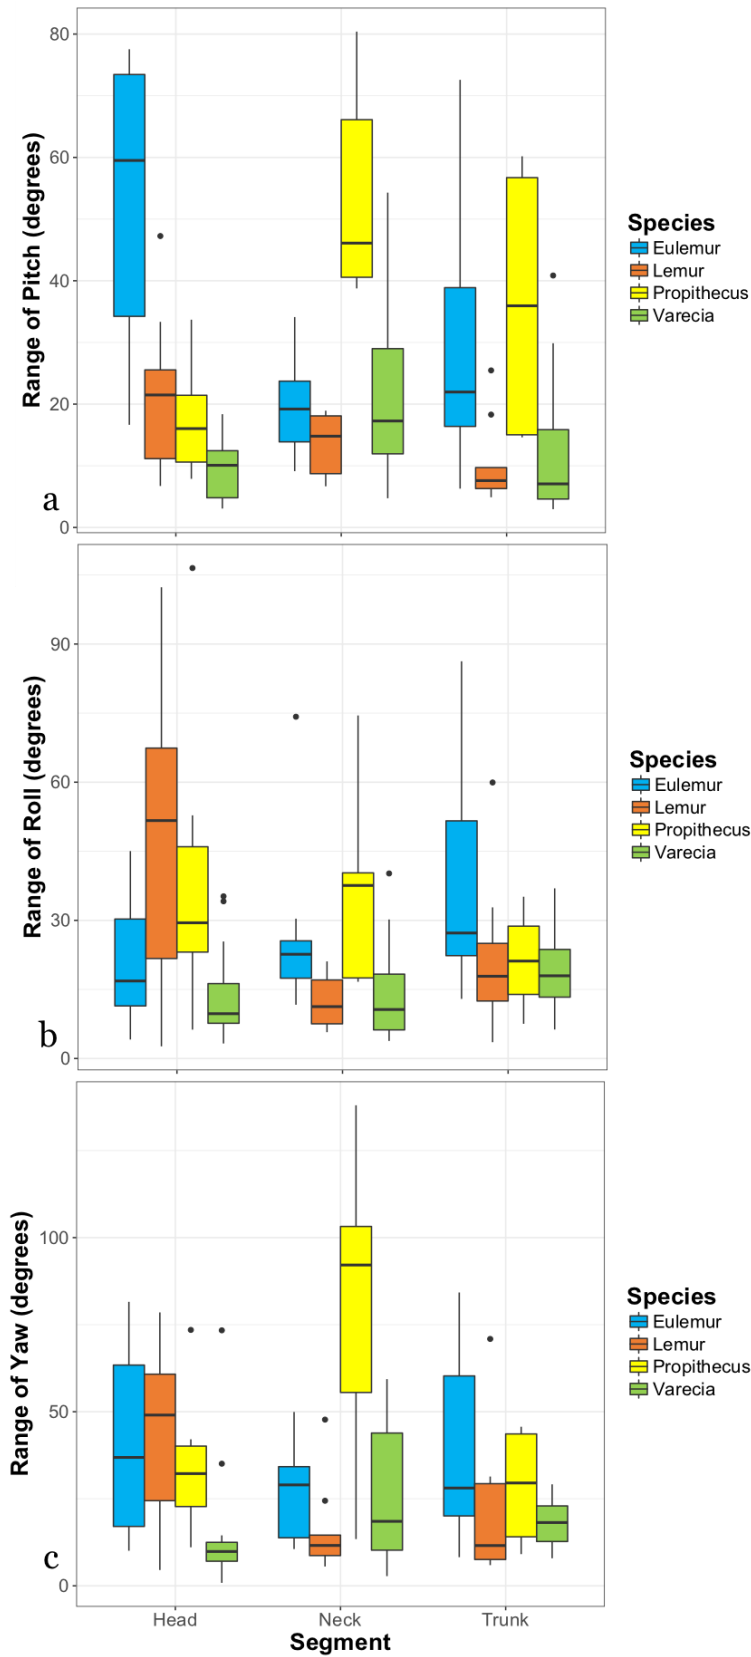 80
60
40
20
0
Range of Pitch (degrees)
a
Species
Eulemur
Lemur
Propithecus
Varecia
90
60
30
0
Range of Roll (degrees)
b
Species
Eulemur
Lemur
Propithecus
Varecia
100
50
0
Range of Yaw (degrees)
c
Species
Eulemur
Lemur
Propithecus
Varecia
Head Neck Trunk
Segment